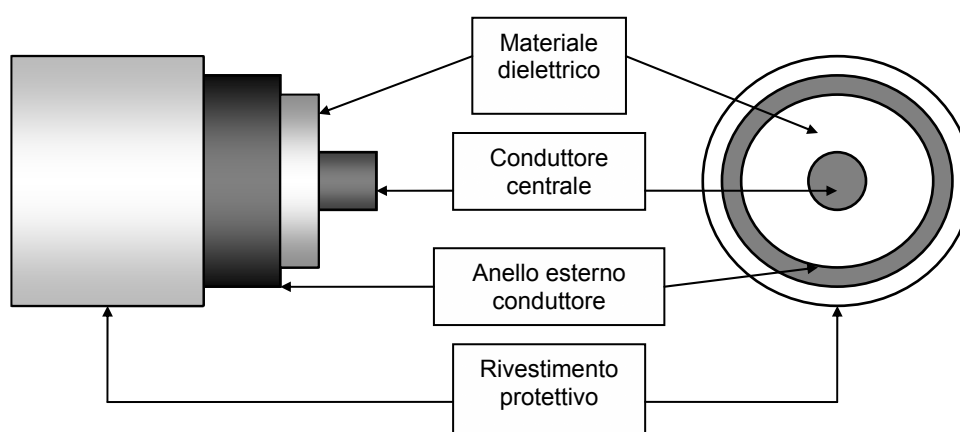 Materiale
dielettrico
Conduttore
centrale
Anello esterno
conduttore
Rivestimento
protettivo